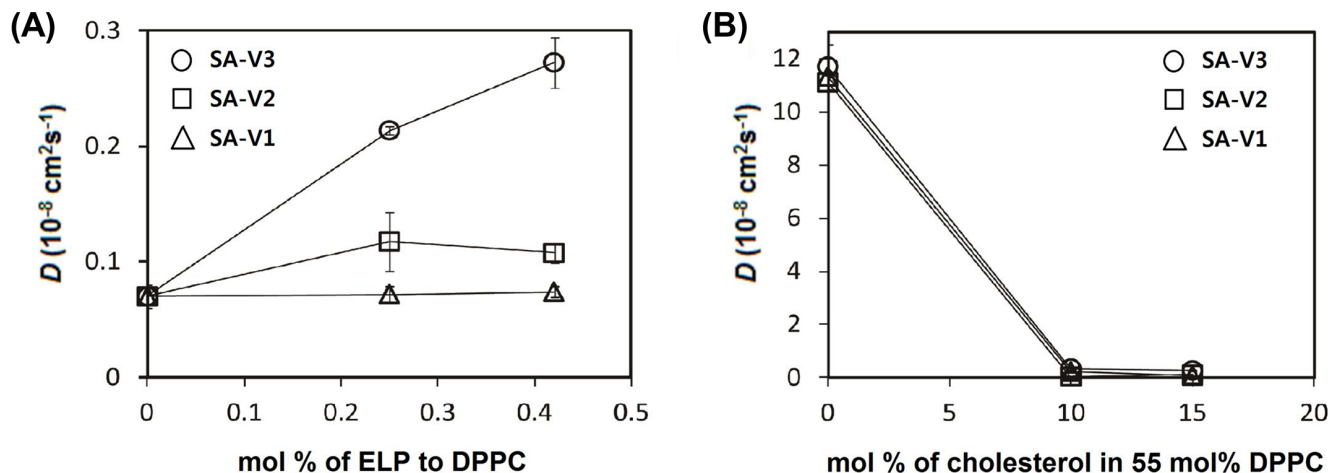 (A)
0.3
0.2
0.1
0
D (10⁻⁸ cm²s⁻¹)
SA-V3
SA-V2
SA-V1
0 0.1 0.2 0.3 0.4 0.5
mol % of ELP to DPPC
(B)
12
10
8
6
4
2
0
D (10⁻⁸ cm²s⁻¹)
SA-V3
SA-V2
SA-V1
0 5 10 15 20
mol % of cholesterol in 55 mol% DPPC